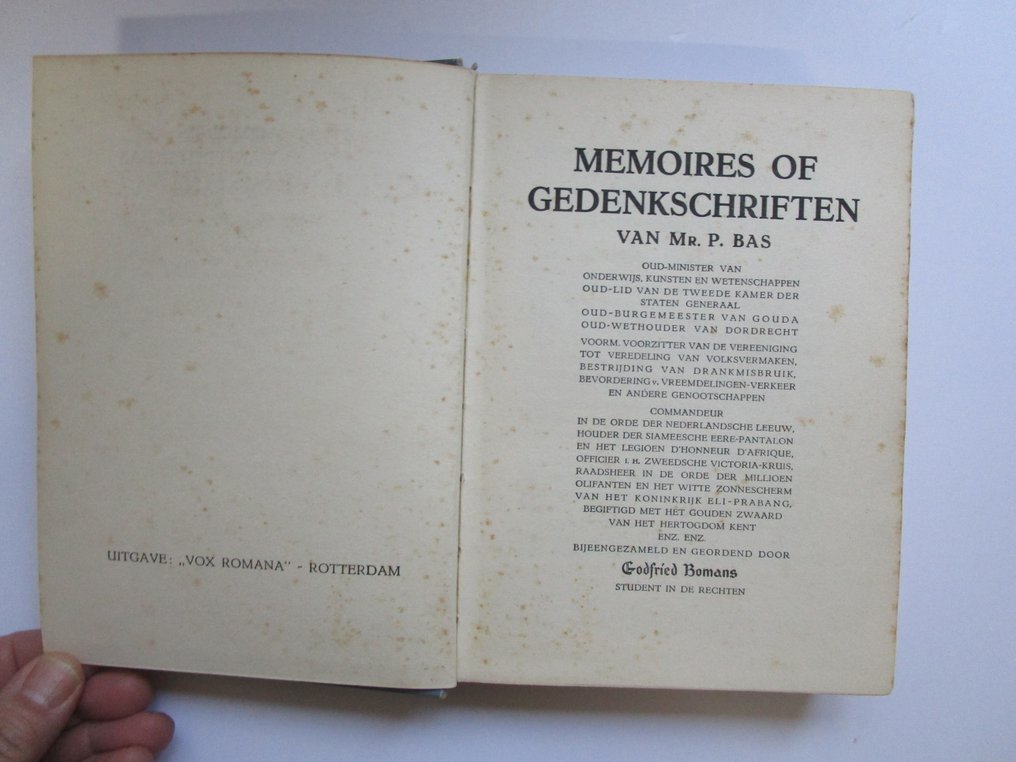 UITGAVE: „VOX ROMANA” - ROTTERDAM
MEMOIRES OF
GEDENKSCHRIFTEN
VAN MR. P. BAS
OUD-MINISTER VAN
ONDERWIJS, KUNSTEN EN WETENSCHAPPEN
OUD-LID VAN DE TWEEDE KAMER DER
STATEN GENERAAL
OUD-BURGEMEESTER VAN GOUDA
OUD-WETHOUDER VAN DORDRECHT
VOORM. VOORZITTER VAN DE VEREENIGING
TOT VEREDELING VAN VOLKSVERMAKEN,
BESTRIJDING VAN DRANKMISBRUIK,
BEVORDERING v. VREEMDELINGEN-VERKEER
EN ANDERE GENOOTSCHAPPEN
COMMANDEUR
IN DE ORDE DER NEDERLANDSCHE LEEUW,
HOUDER DER SIAMEESCHE EERE-PANTALON
EN HET LEGIOEN D'HONNEUR D'AFRIQUE,
OFFICIER I. H. ZWEEDSCHE VICTORIA-KRUIS,
RAADSHEER IN DE ORDE DER MILLIOEN
OLIFANTEN EN HET WITTE ZONNESCHERM
VAN HET KONINKRIJK ELI-PRABANG,
BEGIFTIGD MET HET GOUDEN ZWAARD
VAN HET HERTOGDOM KENT
ENZ. ENZ.
BIJEENGEZAMELD EN GEORDEND DOOR
Godfried Bomans
STUDENT IN DE RECHTEN